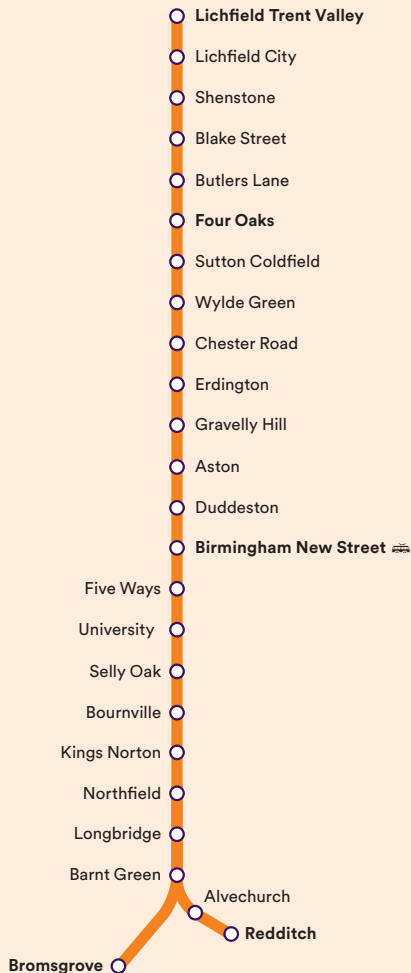 Lichfield Trent Valley
Lichfield City
Shenstone
Blake Street
Butlers Lane
Four Oaks
Sutton Coldfield
Wylde Green
Chester Road
Erdington
Gravelly Hill
Aston
Duddeston
Birmingham New Street
Five Ways
University
Selly Oak
Bournville
Kings Norton
Northfield
Longbridge
Barnt Green
Alvechurch
Redditch
Bromsgrove